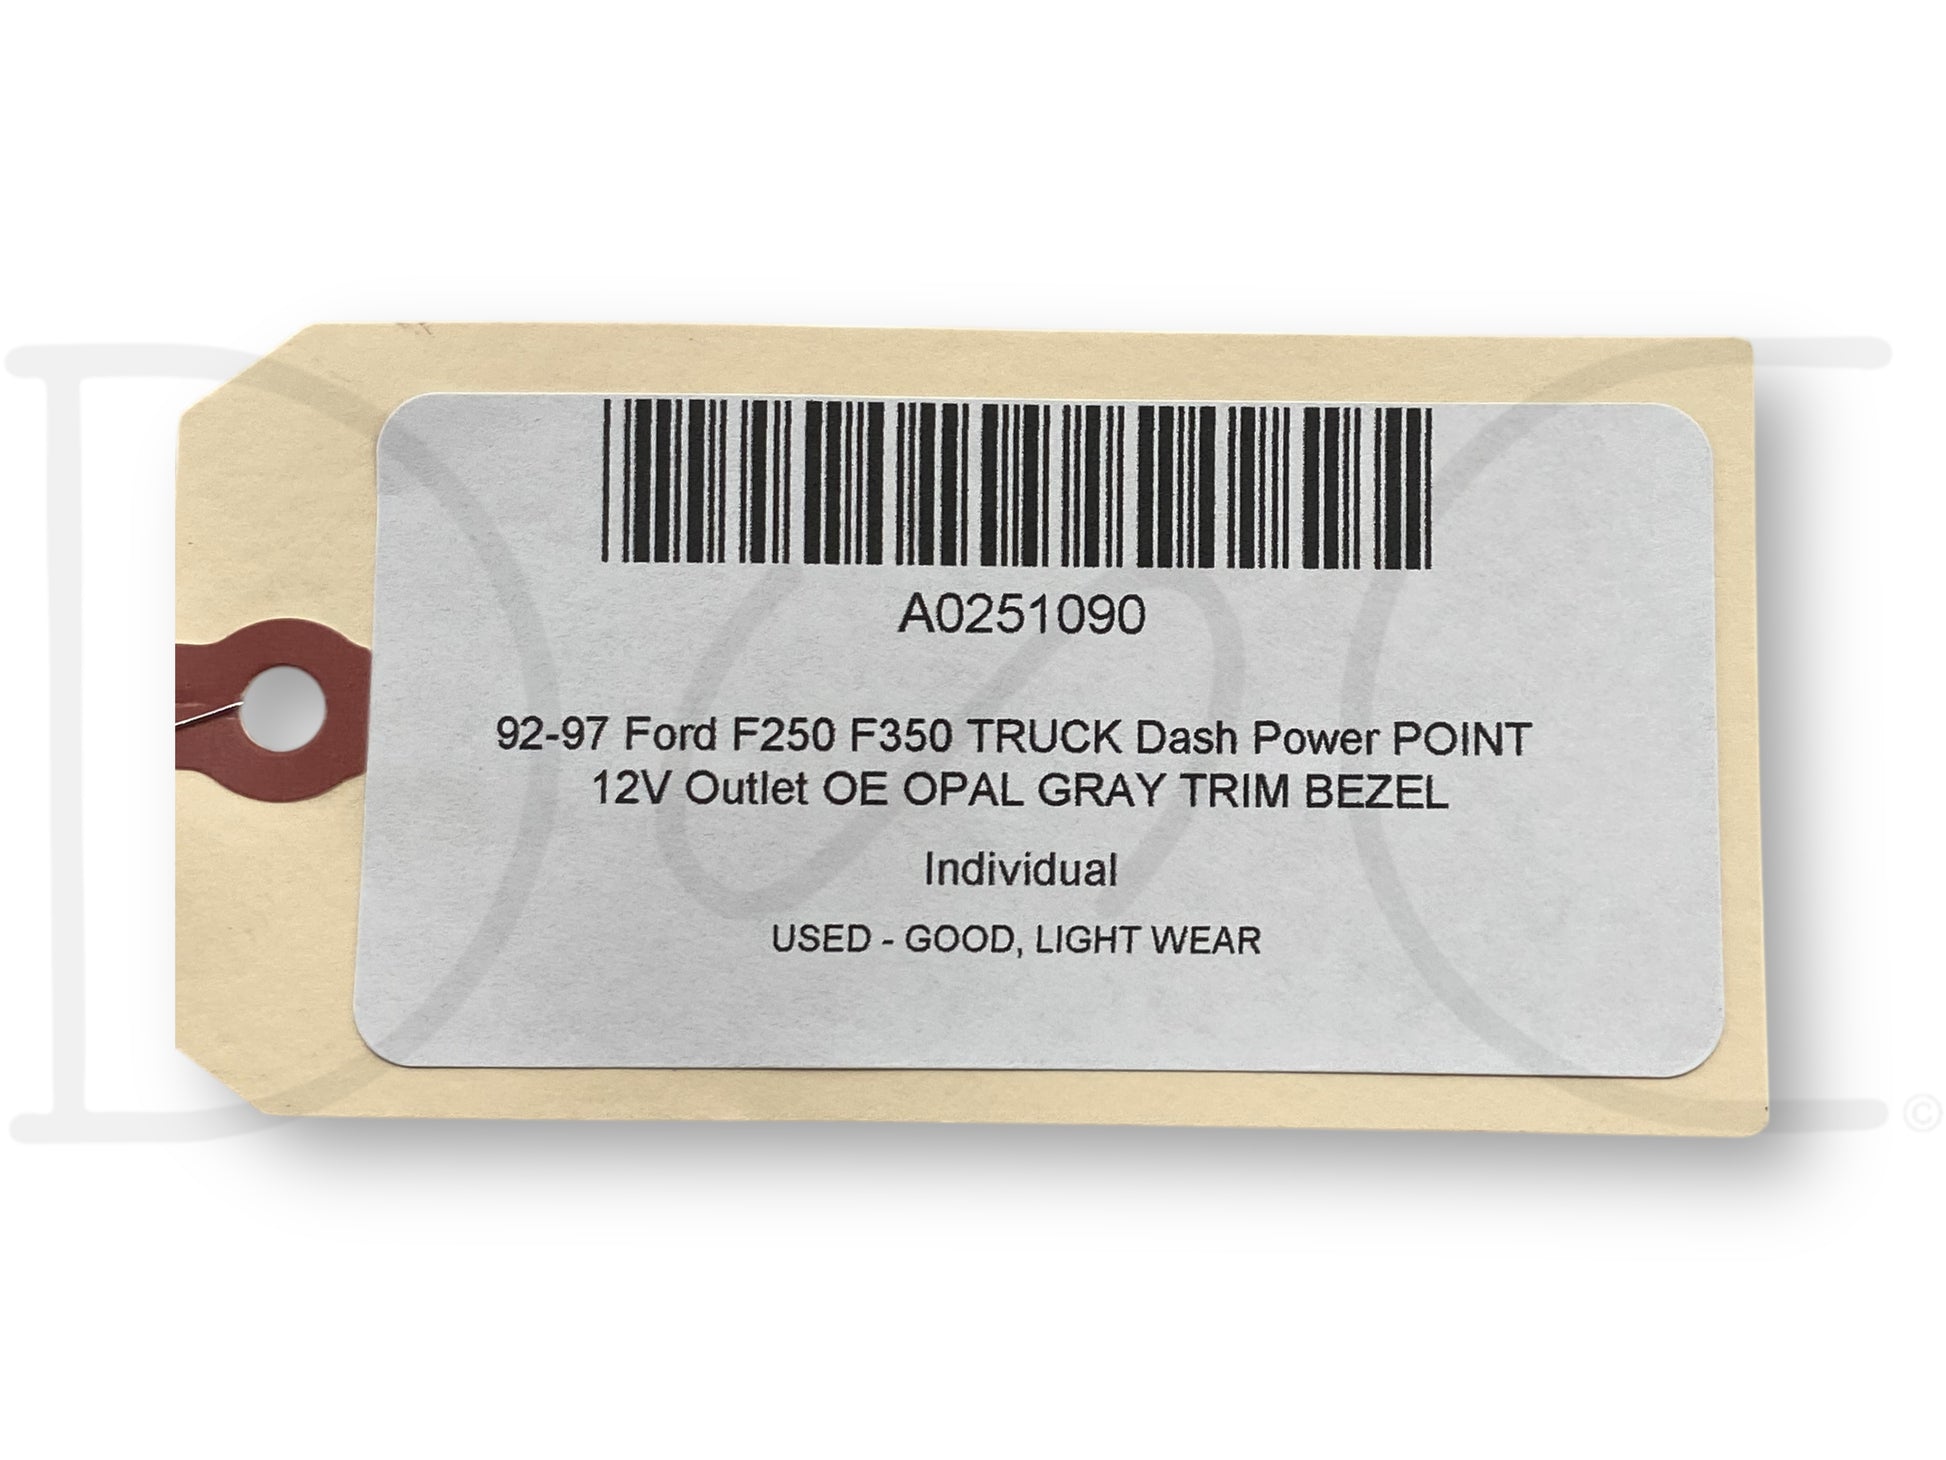 A0251090
92-97 Ford F250 F350 TRUCK Dash Power POINT
12V Outlet OE OPAL GRAY TRIM BEZEL
Individual
USED - GOOD, LIGHT WEAR
©